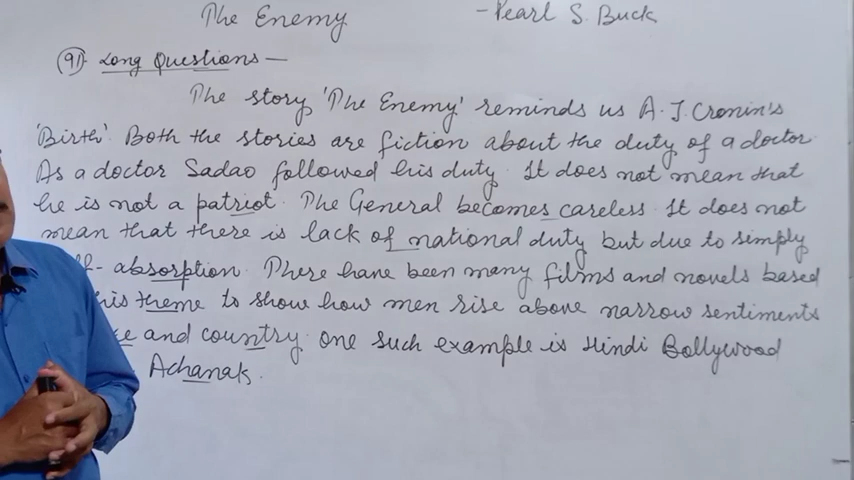 The Enemy - Pearl S. Buck
(91) Long Questions —
The story 'The Enemy' reminds us A.J. Cronin's
'Birth'. Both the stories are fiction about the duty of a doctor.
As a doctor Sadao followed his duty. It does not mean that
he is not a patriot. The General becomes careless. It does not
mean that there is lack of national duty but due to simply
absorption. There have been many films and novels based
theme to show how men rise above narrow sentiments
and country. one such example is Hindi Bollywood
Achanak.